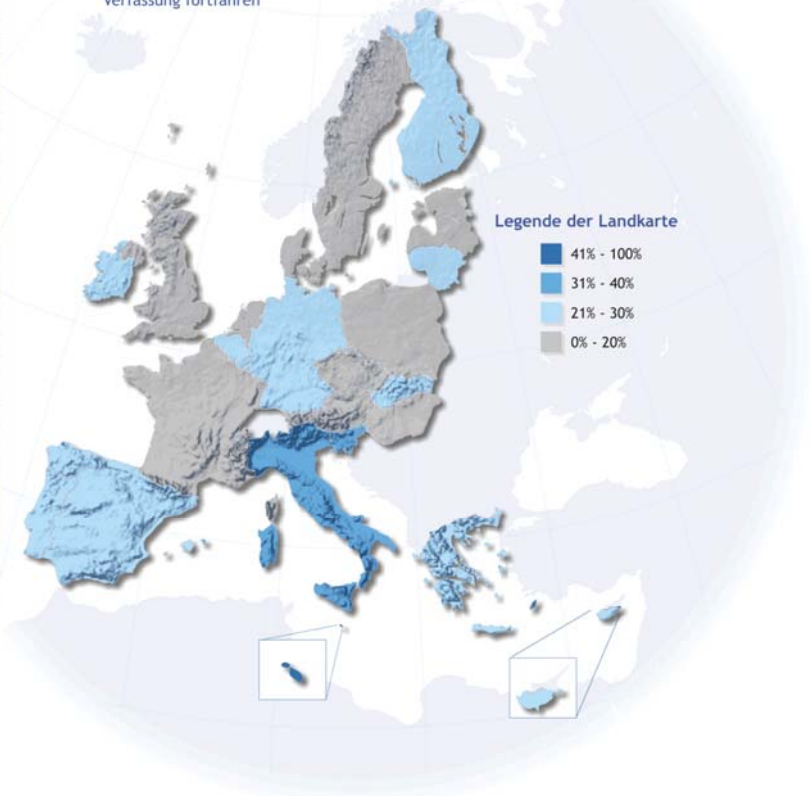 Verfassung fortfahren
Legende der Landkarte
41% - 100%
31% - 40%
21% - 30%
0% - 20%